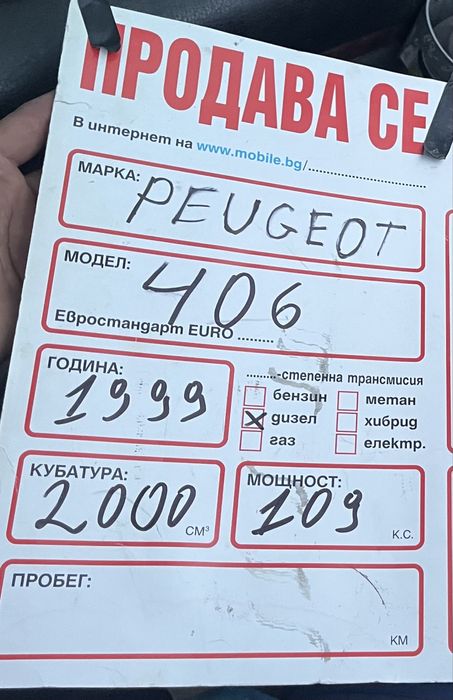 ПРОДАВА СЕ
В интернет на www.mobile.bg/..............................
МАРКА: PEUGEOT
МОДЕЛ: 406
Евростандарт EURO .........
ГОДИНА: 1999
.........-степенна трансмисия
бензин метан
X дизел хибрид
газ електр.
КУБАТУРА: 2000 СМ³
МОЩНОСТ: 109 К.С.
ПРОБЕГ:
КМ